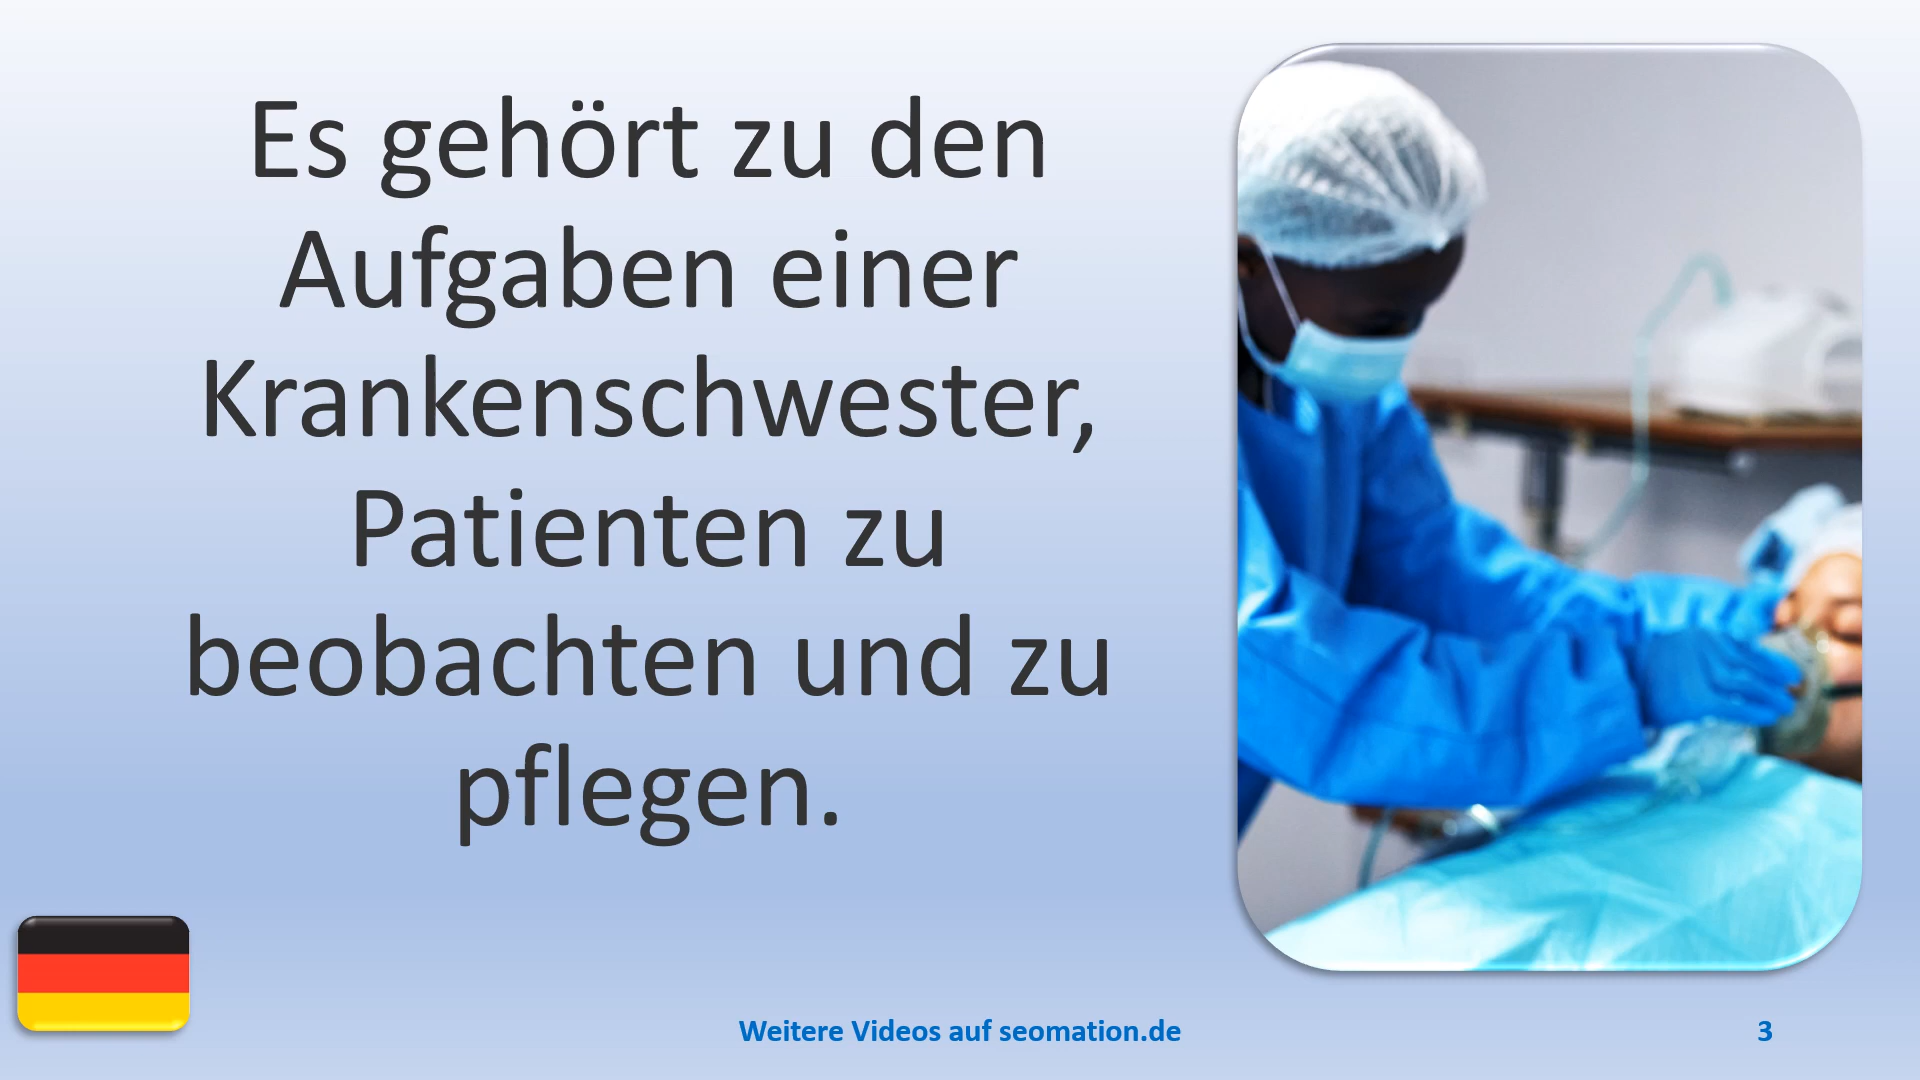 Es gehört zu den
Aufgaben einer
Krankenschwester,
Patienten zu
beobachten und zu
pflegen.
Weitere Videos auf seomation.de
3